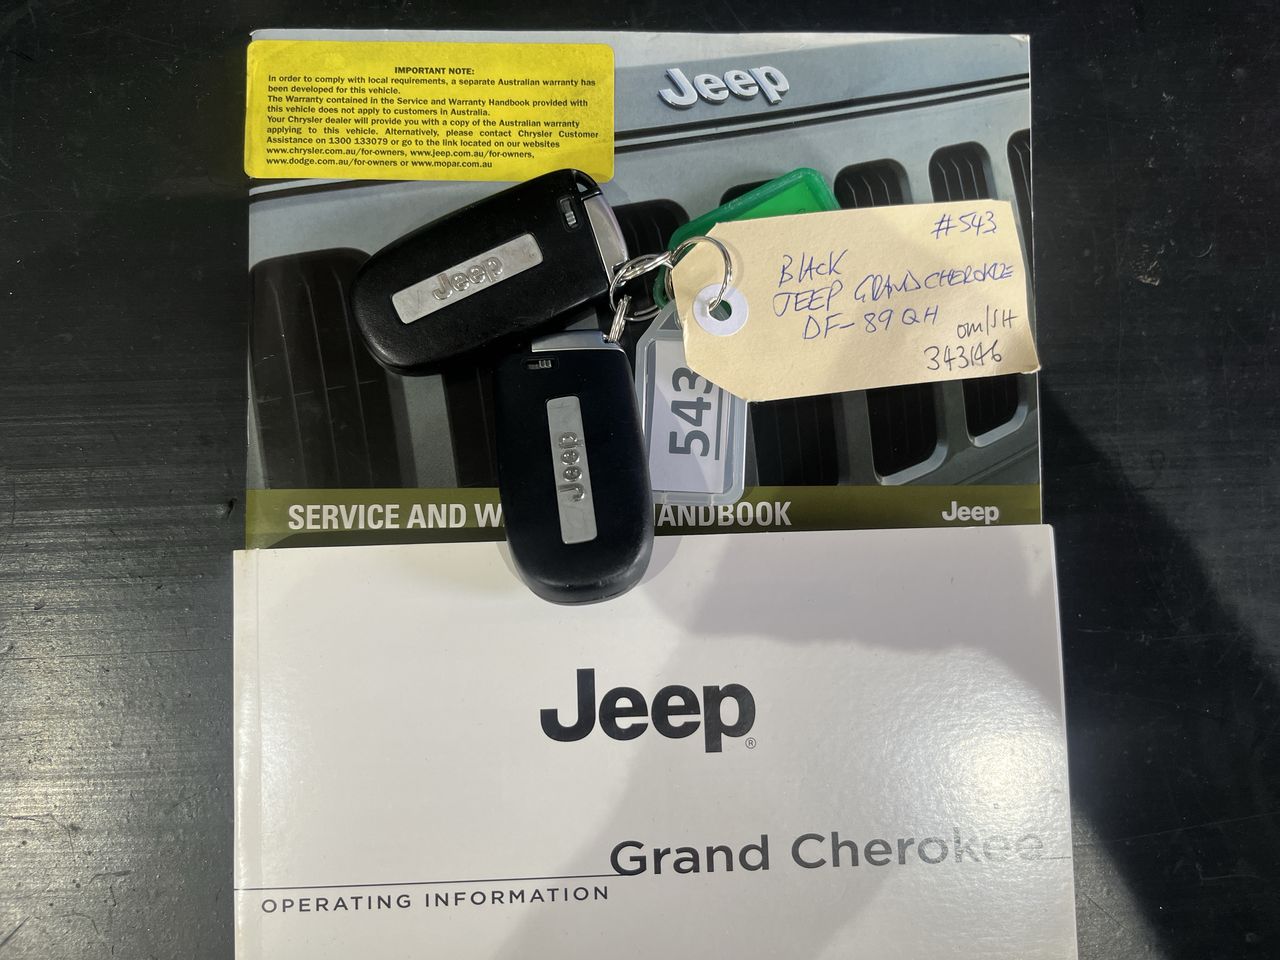 IMPORTANT NOTE:
In order to comply with local requirements, a separate Australian warranty has
been developed for this vehicle.
The Warranty contained in the Service and Warranty Handbook provided with
this vehicle does not apply to customers in Australia.
Your Chrysler dealer will provide you with a copy of the Australian warranty
applying to this vehicle. Alternatively, please contact Chrysler Customer
Assistance on 1300 133079 or go to the link located on our websites
www.chrysler.com.au/for-owners, www.jeep.com.au/for-owners,
www.dodge.com.au/for-owners or www.mopar.com.au
Jeep
Jeep
Jeep
#543
BLACK
JEEP GRAND CHEROKEE
DF-89QH
om/SH
343146
543
SERVICE AND W ANDBOOK
Jeep
Jeep®
Grand Cherokee
OPERATING INFORMATION